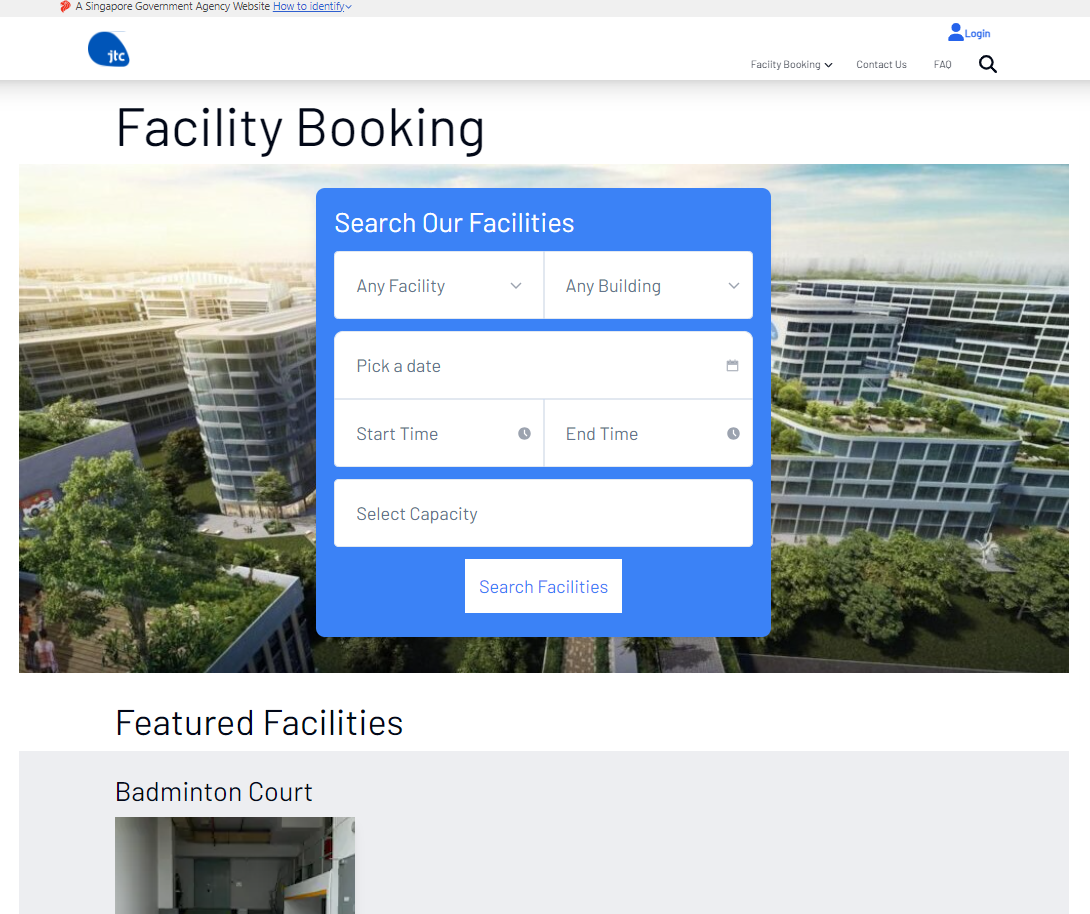 A Singapore Government Agency Website How to identify
jtc
Login
Faciity Booking
Contact Us
FAQ
Facility Booking
Search Our Facilities
Any Facility
Any Building
Pick a date
Start Time
End Time
Select Capacity
Search Facilities
Featured Facilities
Badminton Court